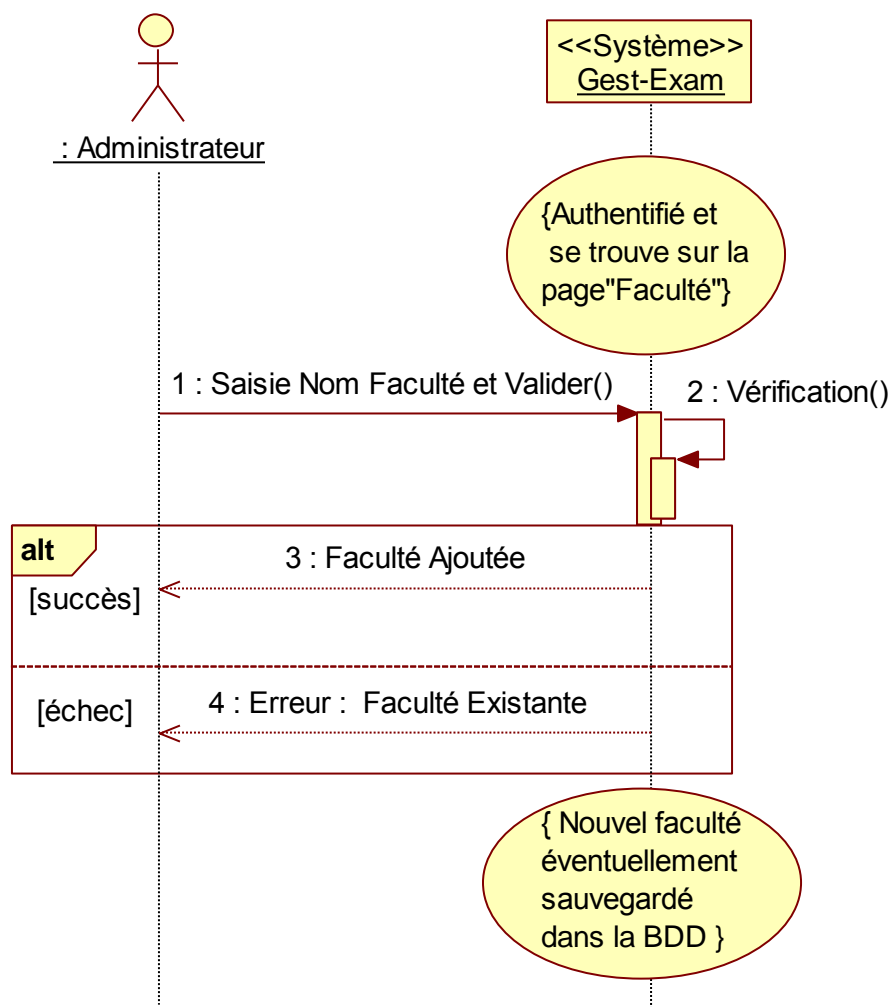 <<Système>>
Gest-Exam
: Administrateur
{Authentifié et
se trouve sur la
page"Faculté"}
1 : Saisie Nom Faculté et Valider()
2 : Vérification()
alt
3 : Faculté Ajoutée
[succès]
4 : Erreur :  Faculté Existante
[échec]
{ Nouvel faculté
éventuellement
sauvegardé
dans la BDD }